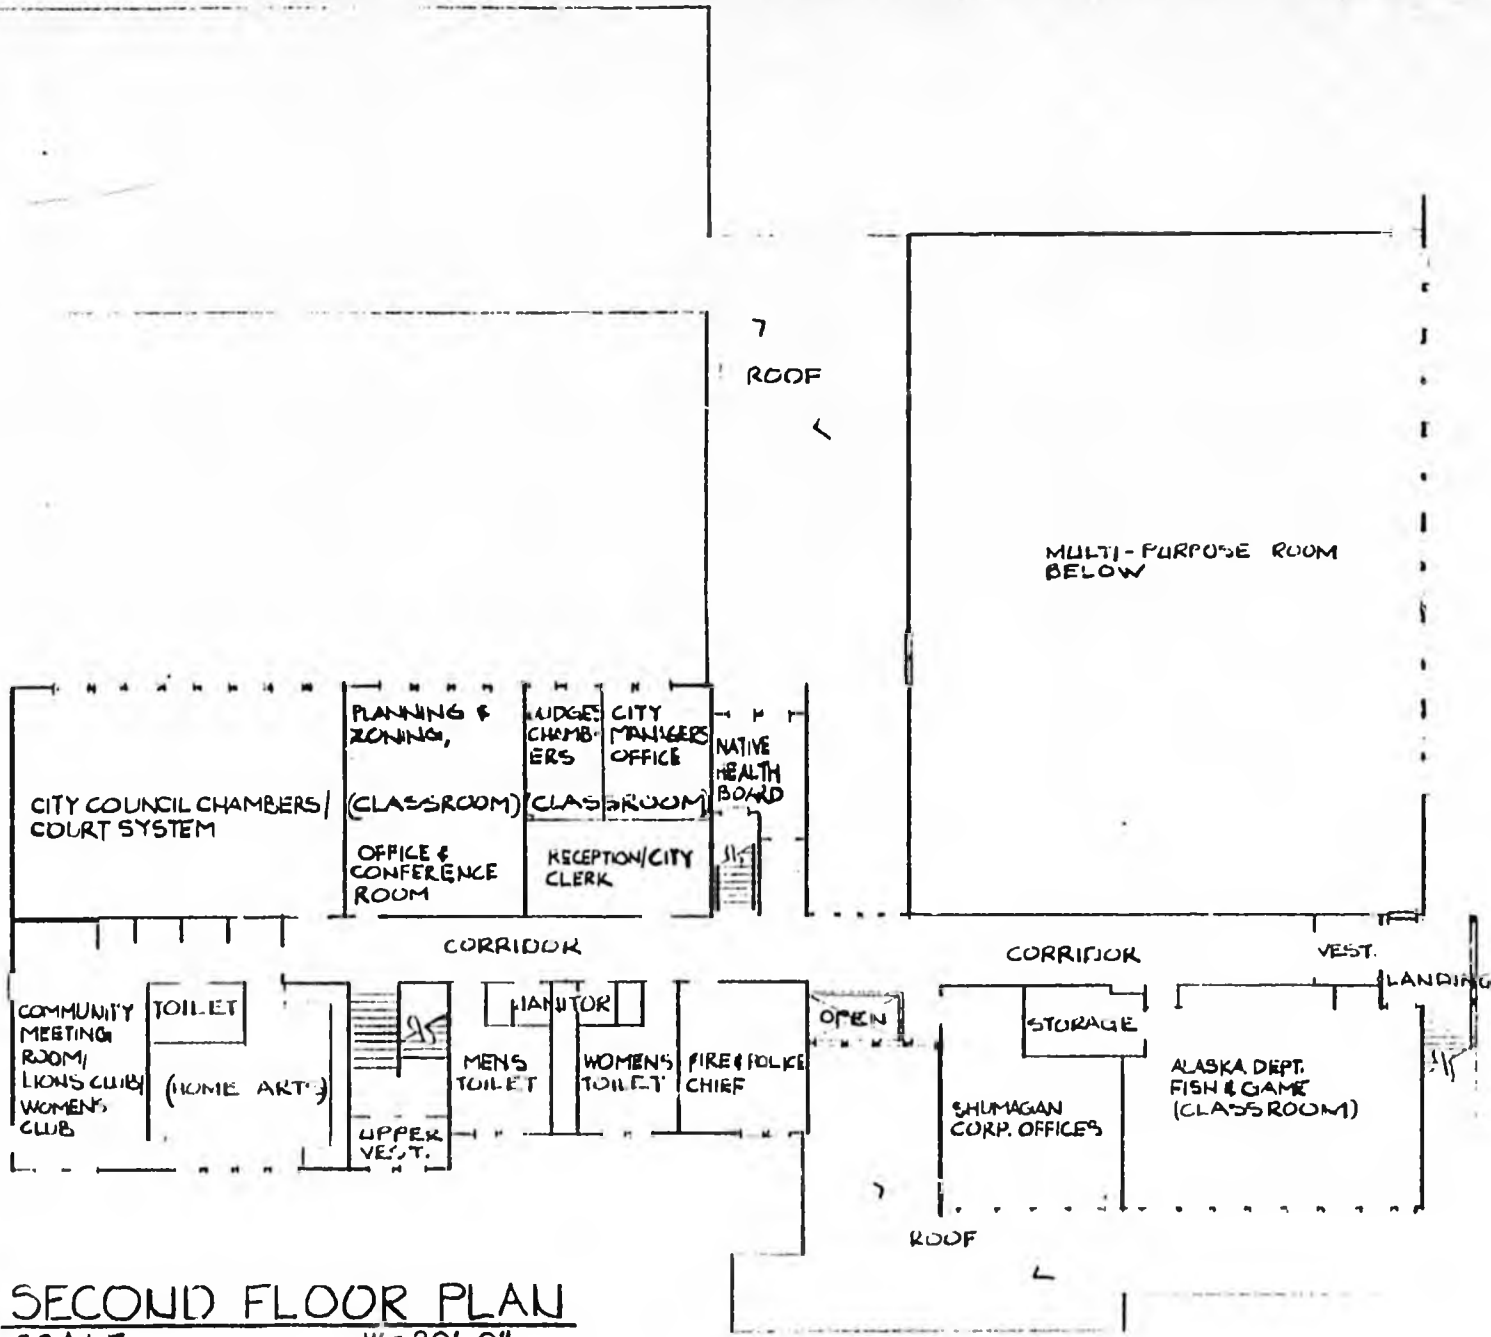 ROOF
MULTI-PURPOSE ROOM
BELOW
PLANNING &
ZONING,
(CLASSROOM)
OFFICE &
CONFERENCE
ROOM
JUDGES
CHAMB-
ERS
CITY
MANAGERS
OFFICE
(CLASSROOM)
NATIVE
HEALTH
BOARD
CITY COUNCIL CHAMBERS/
COURT SYSTEM
RECEPTION/CITY
CLERK
CORRIDOR
CORRIDOR
VEST.
LANDING
COMMUNITY
MEETING
ROOM/
LIONS CLUB/
WOMENS
CLUB
TOILET
(HOME ARTS)
UPPER
VEST.
JANITOR
MENS
TOILET
WOMENS
TOILET
FIRE & POLICE
CHIEF
OPEN
STORAGE
SHUMAGAN
CORP. OFFICES
ALASKA DEPT.
FISH & GAME
(CLASSROOM)
ROOF
SECOND FLOOR PLAN